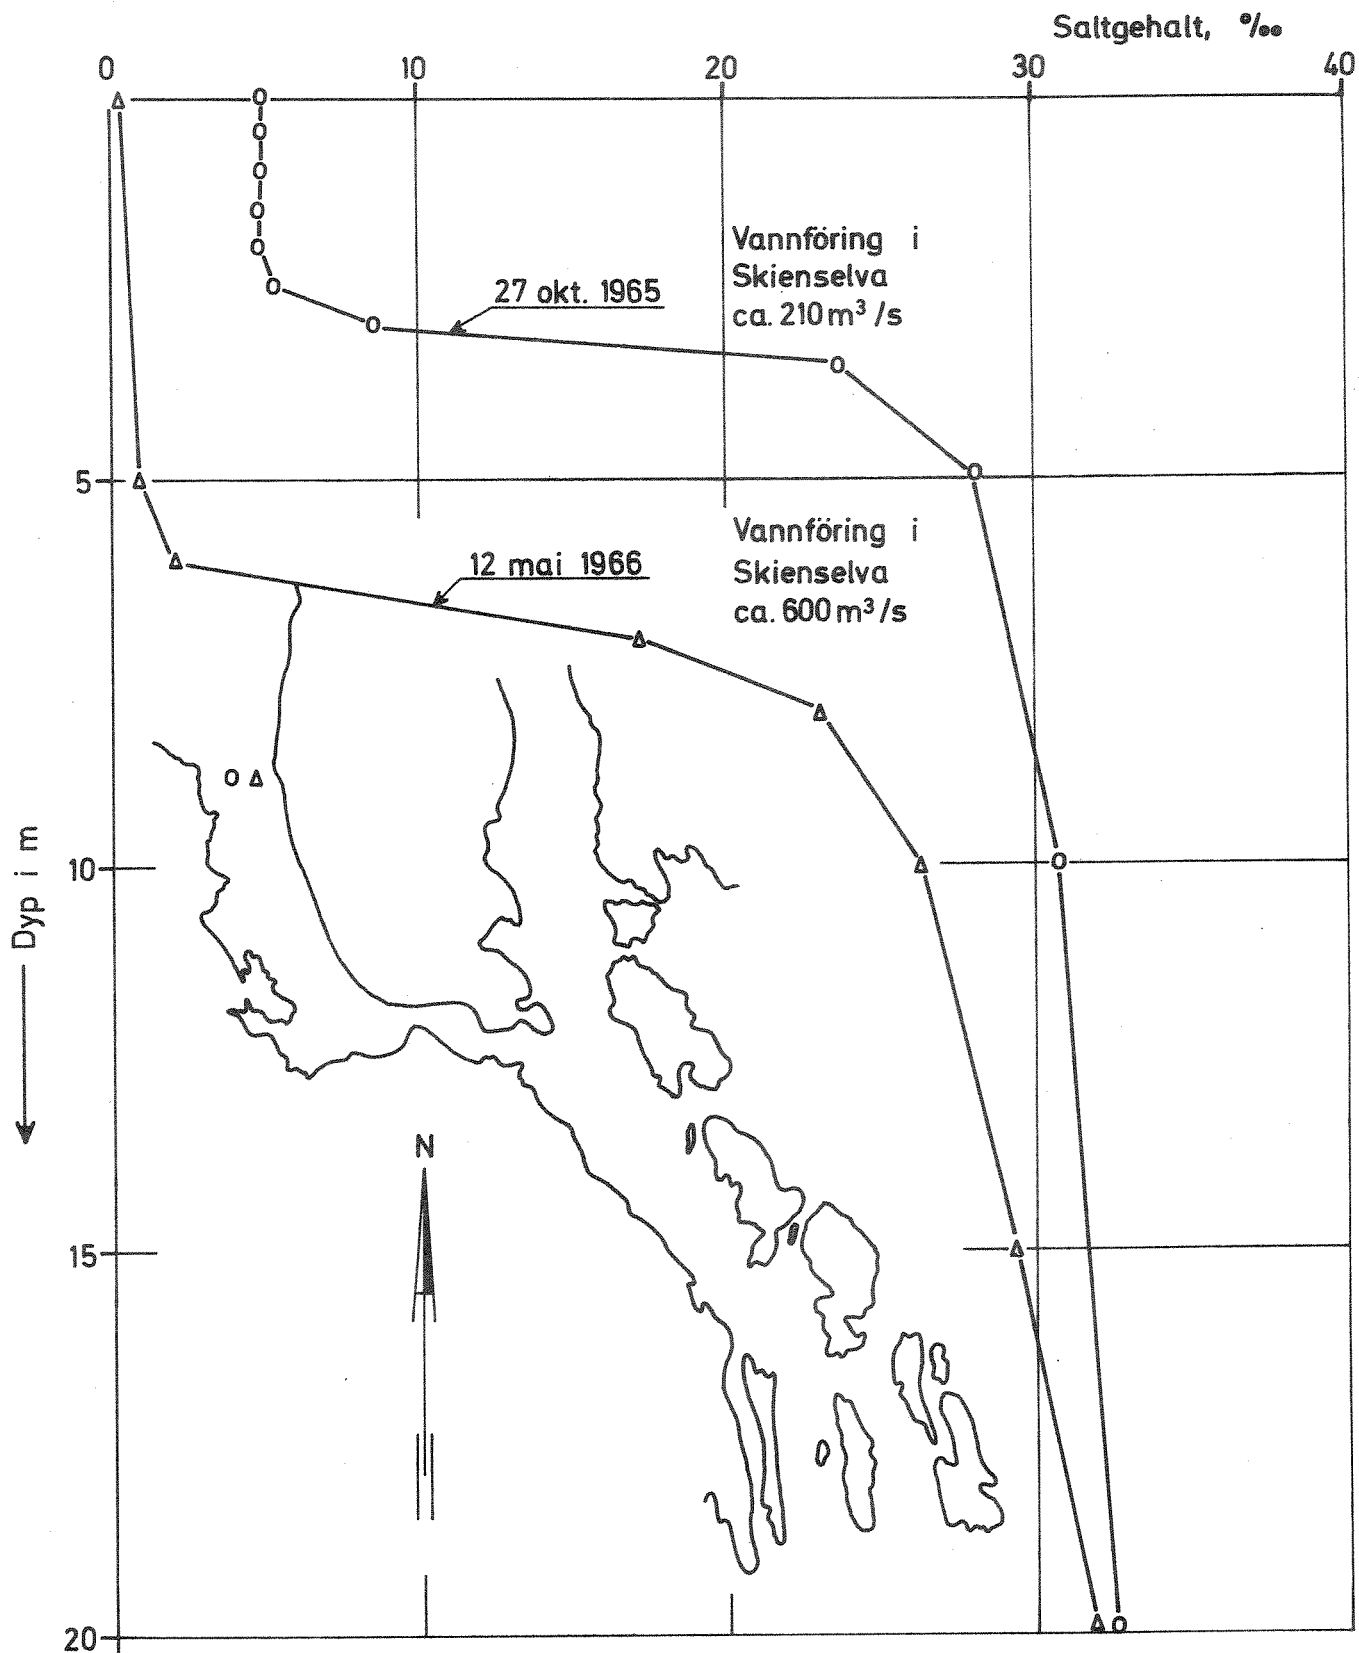 Saltgehalt, ‰
0 10 20 30 40
Vannföring i
Skienselva
ca. 210 m³/s
27 okt. 1965
5
Vannföring i
Skienselva
ca. 600 m³/s
12 mai 1966
Dyp i m
10
N
15
20